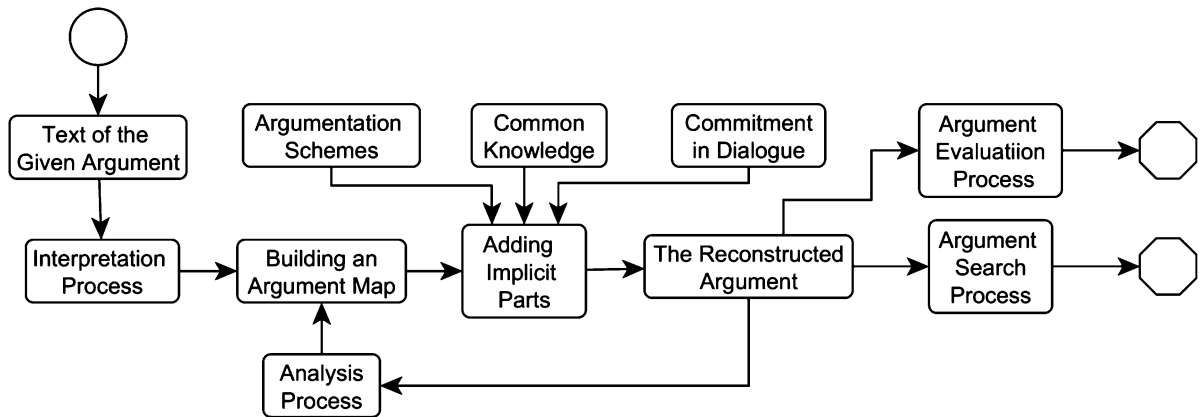 Text of the
Given Argument
Argumentation
Schemes
Common
Knowledge
Commitment
in Dialogue
Argument
Evaluatiion
Process
Interpretation
Process
Building an
Argument Map
Adding
Implicit
Parts
The Reconstructed
Argument
Argument
Search
Process
Analysis
Process